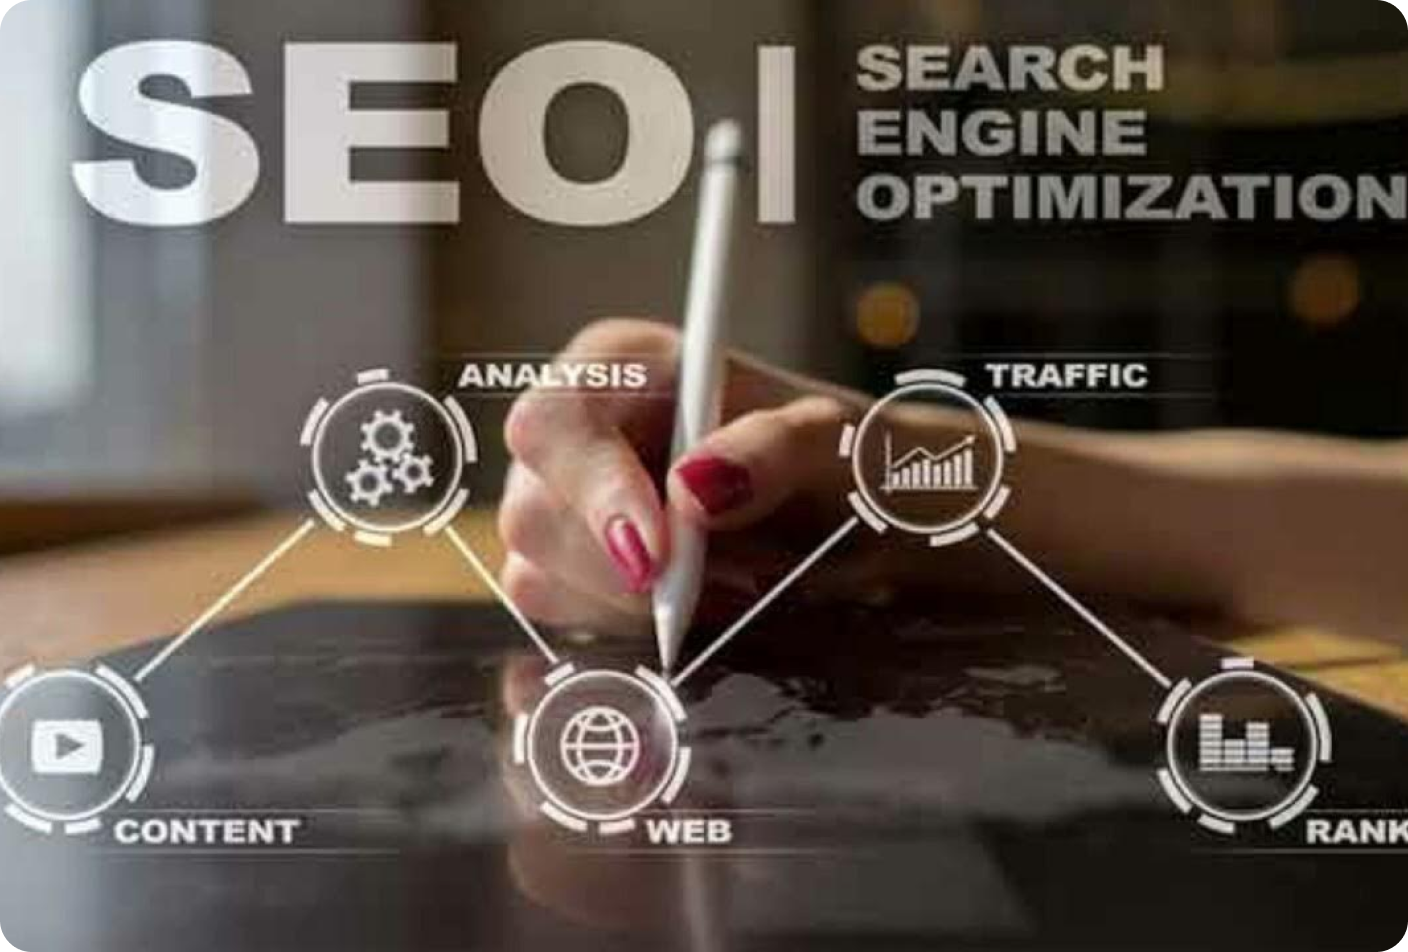 SEO |
SEARCH
ENGINE
OPTIMIZATION
ANALYSIS
TRAFFIC
CONTENT
WEB
RANK